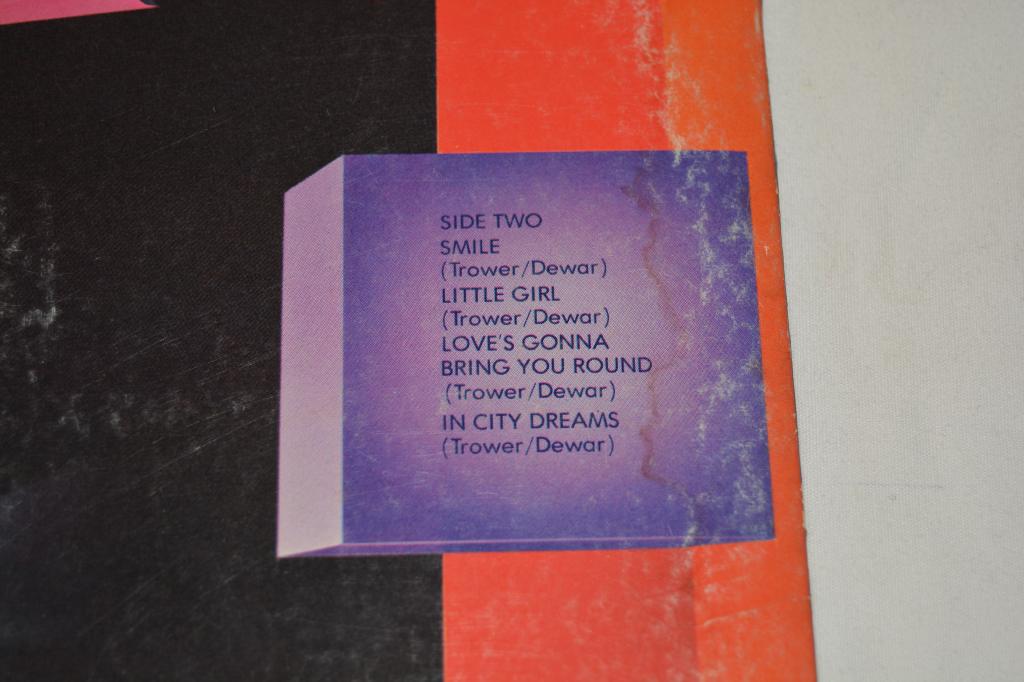 SIDE TWO
SMILE
(Trower/Dewar)
LITTLE GIRL
(Trower/Dewar)
LOVE'S GONNA
BRING YOU ROUND
(Trower/Dewar)
IN CITY DREAMS
(Trower/Dewar)